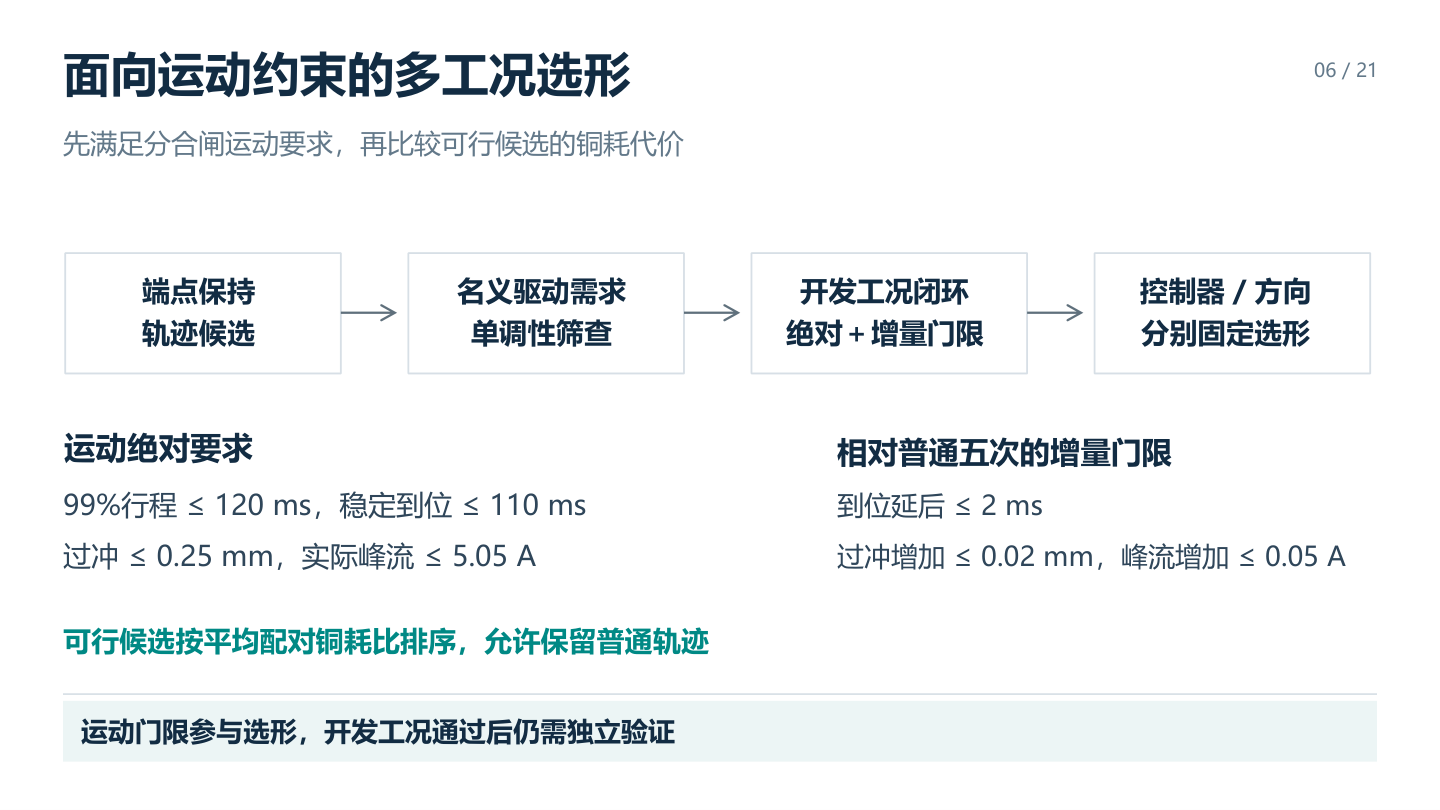 面向运动约束的多工况选形
06 / 21
先满足分合闸运动要求，再比较可行候选的铜耗代价
端点保持
轨迹候选
名义驱动需求
单调性筛查
开发工况闭环
绝对＋增量门限
控制器 / 方向
分别固定选形
运动绝对要求
99%行程 ≤ 120 ms，稳定到位 ≤ 110 ms
过冲 ≤ 0.25 mm，实际峰流 ≤ 5.05 A
相对普通五次的增量门限
到位延后 ≤ 2 ms
过冲增加 ≤ 0.02 mm，峰流增加 ≤ 0.05 A
可行候选按平均配对铜耗比排序，允许保留普通轨迹
运动门限参与选形，开发工况通过后仍需独立验证